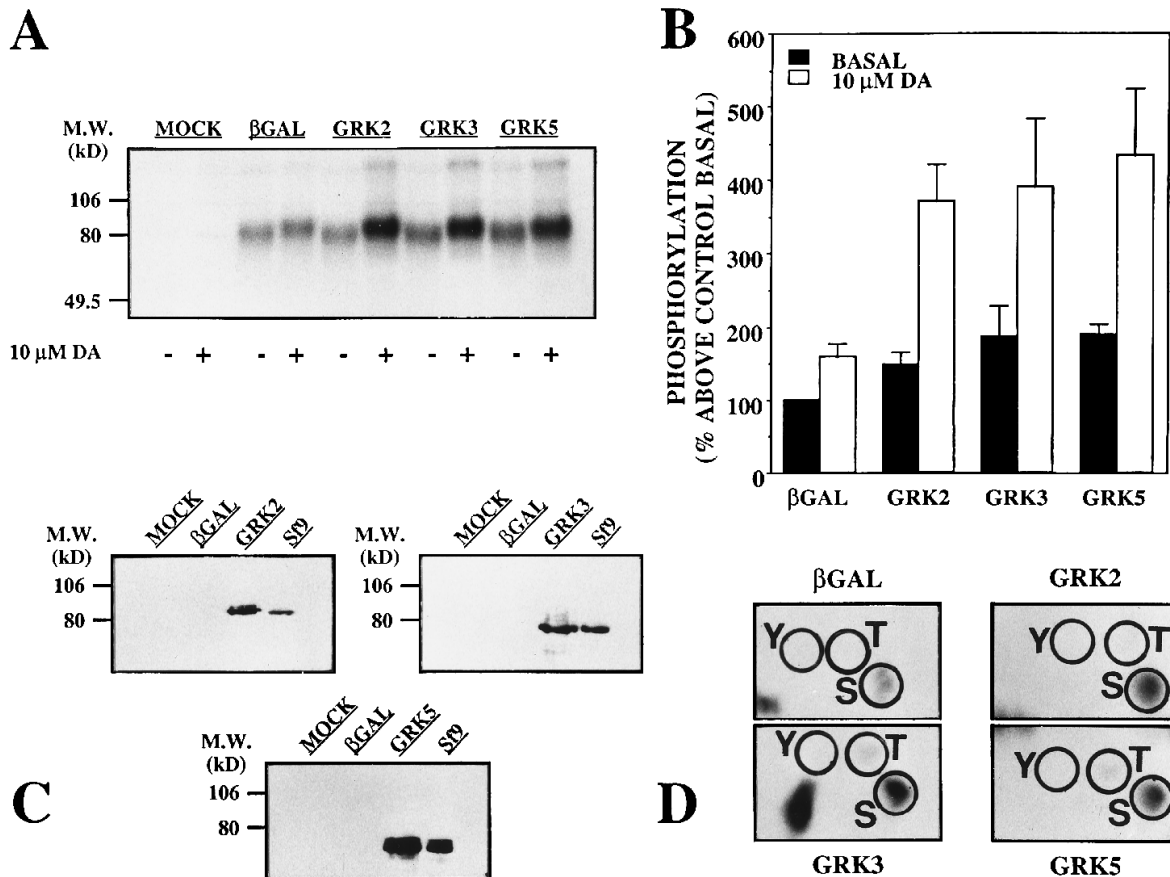 A
M.W.
(kD)
MOCK βGAL GRK2 GRK3 GRK5
106
80
49.5
10 μM DA - + - + - + - + - +
B
PHOSPHORYLATION
(% ABOVE CONTROL BASAL)
600
500
400
300
200
100
0
BASAL
10 μM DA
βGAL GRK2 GRK3 GRK5
C
M.W.
(kD)
MOCK βGAL GRK2 Sf9
106
80
M.W.
(kD)
MOCK βGAL GRK3 Sf9
106
80
M.W.
(kD)
MOCK βGAL GRK5 Sf9
106
80
D
βGAL GRK2
Y T
S
Y T
S
Y T
S
Y T
S
GRK3 GRK5